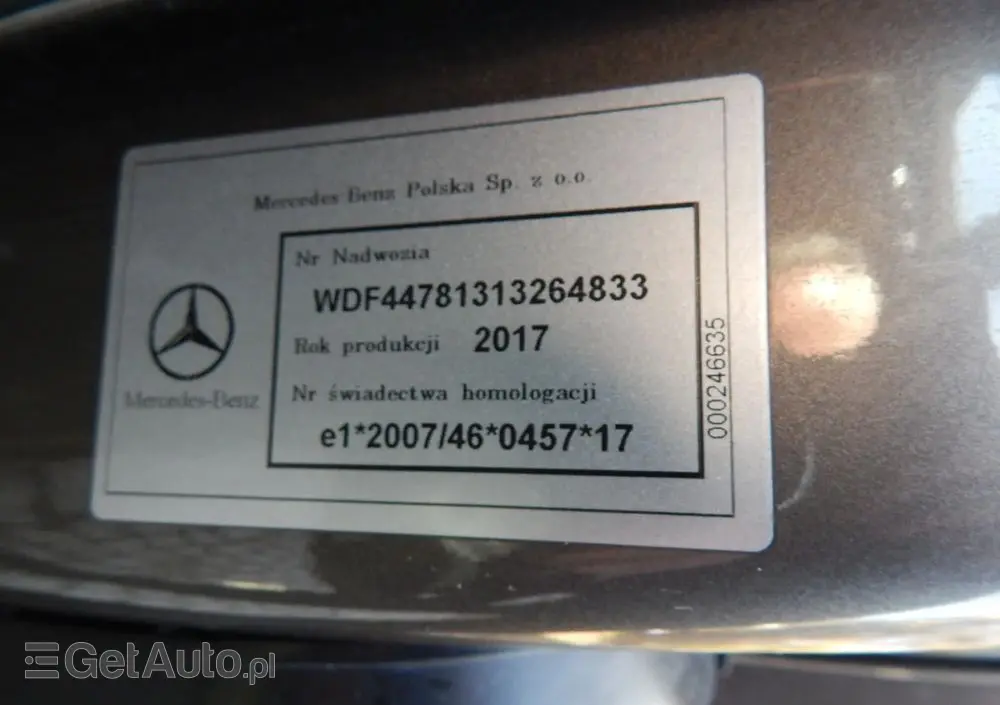 Mercedes Benz Polska Sp. z o.o.
Nr Nadwozia
WDF44781313264833
Rok produkcji 2017
Nr świadectwa homologacji
e1*2007/46*0457*17
Mercedes-Benz
000246635
GetAuto.pl